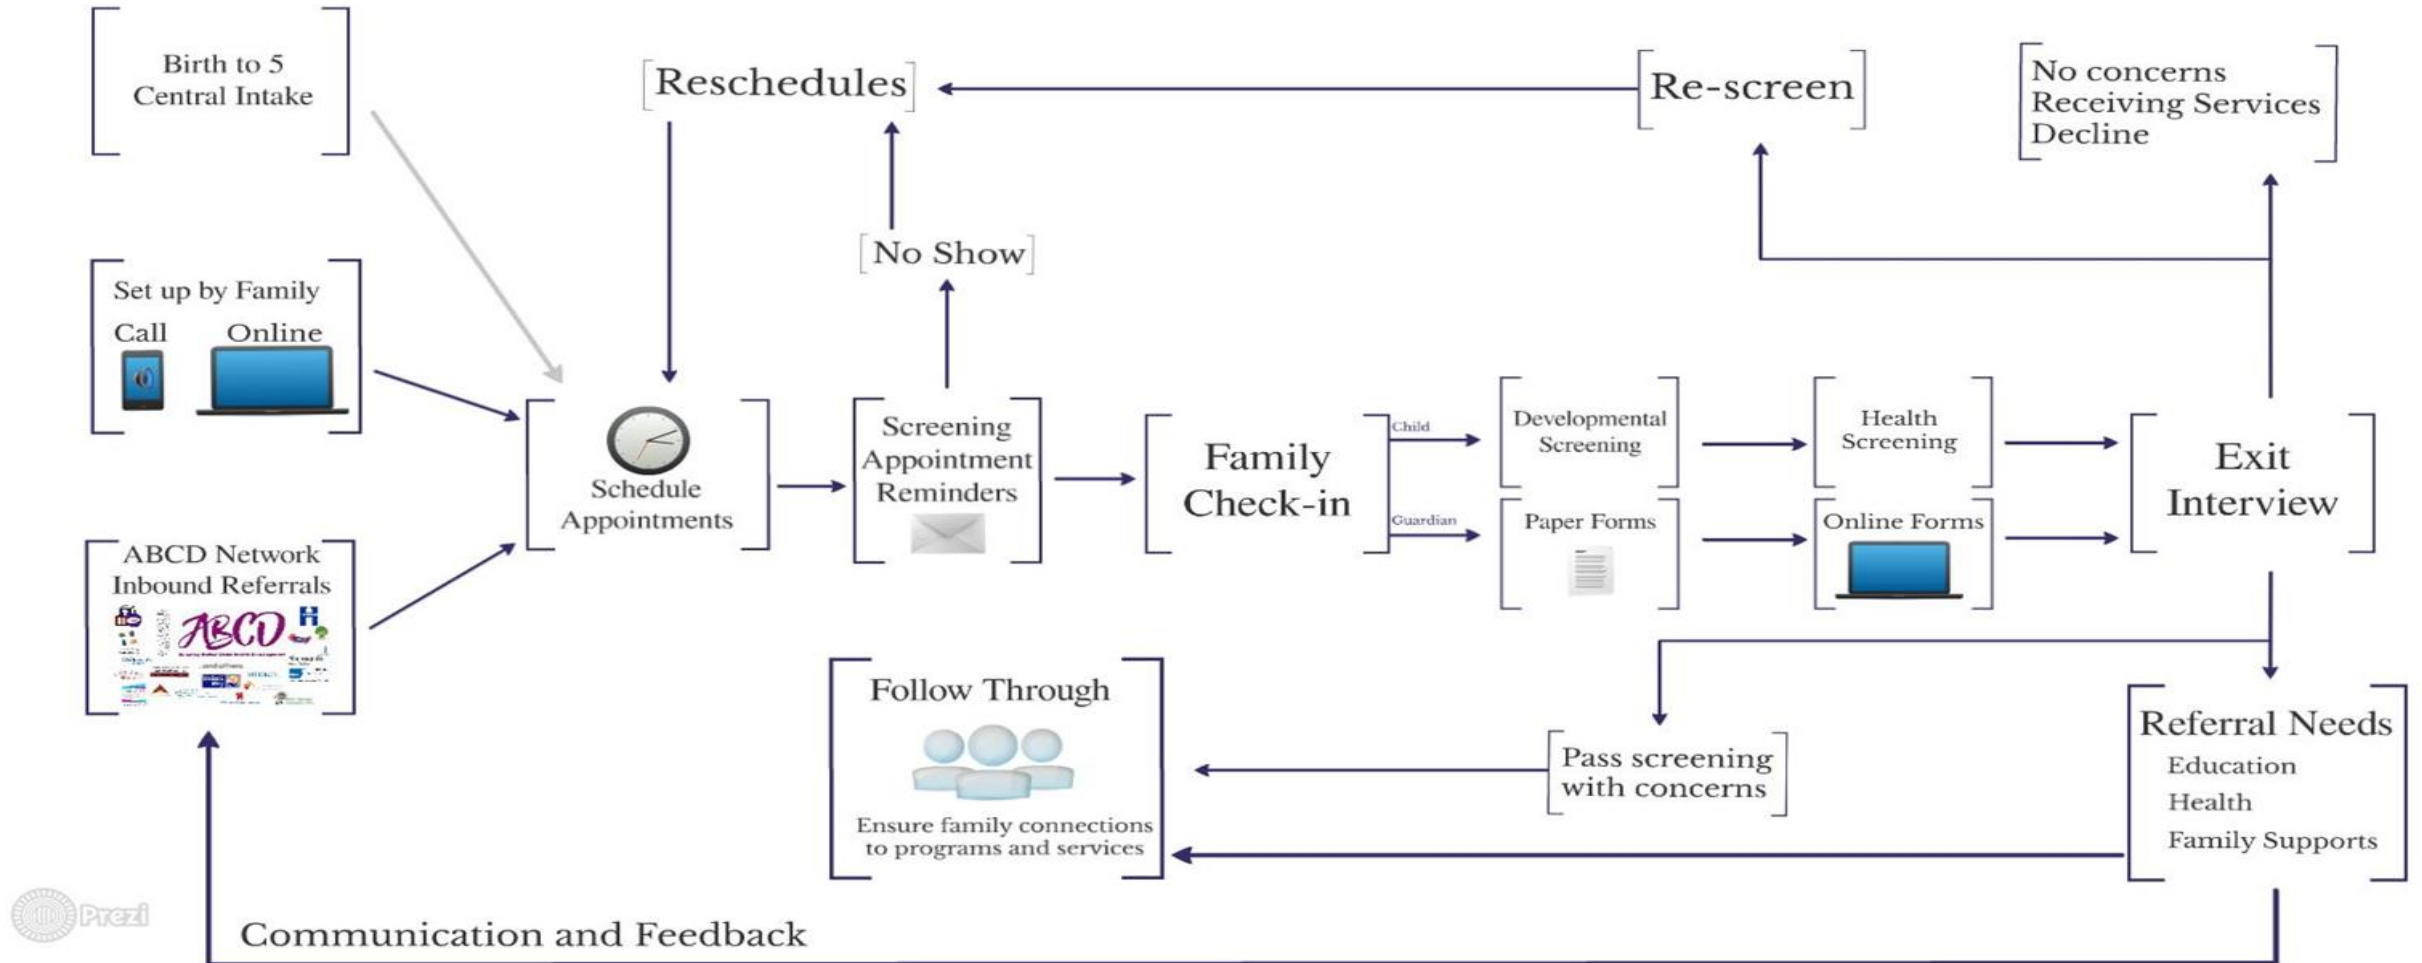 Birth to 5
Central Intake
Reschedules
Re-screen
No concerns
Receiving Services
Decline
No Show
Set up by Family
Call
Online
Schedule
Appointments
Screening
Appointment
Reminders
Family
Check-in
Child
Guardian
Developmental
Screening
Health
Screening
Paper Forms
Online Forms
Exit
Interview
ABCD Network
Inbound Referrals
ABCD
...and others
Follow Through
Ensure family connections
to programs and services
Pass screening
with concerns
Referral Needs
Education
Health
Family Supports
Prezi
Communication and Feedback